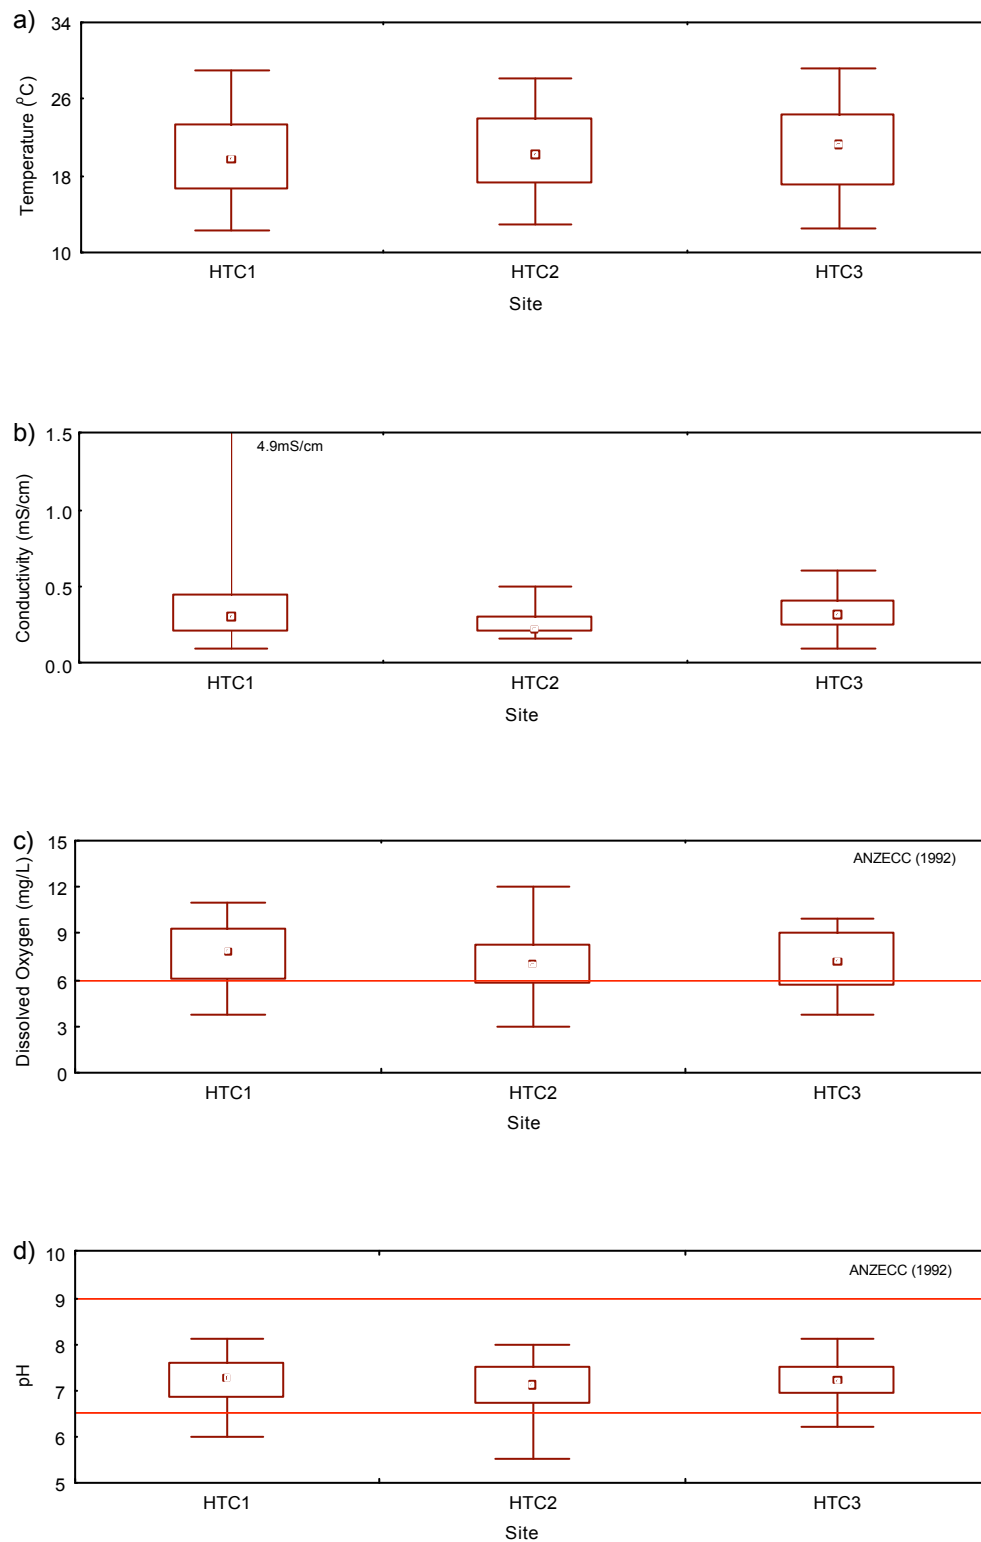 a)
34
26
18
10
Temperature (°C)
HTC1 HTC2 HTC3
Site
b)
1.5
1.0
0.5
0.0
Conductivity (mS/cm)
4.9mS/cm
HTC1 HTC2 HTC3
Site
c)
15
12
9
6
3
0
Dissolved Oxygen (mg/L)
ANZECC (1992)
HTC1 HTC2 HTC3
Site
d)
10
9
8
7
6
5
pH
ANZECC (1992)
HTC1 HTC2 HTC3
Site